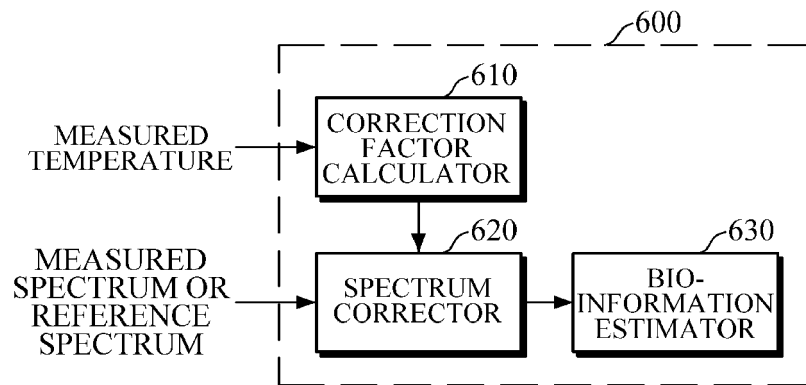 600
610
MEASURED
TEMPERATURE
CORRECTION
FACTOR
CALCULATOR
620
630
MEASURED
SPECTRUM OR
REFERENCE
SPECTRUM
SPECTRUM
CORRECTOR
BIO-
INFORMATION
ESTIMATOR